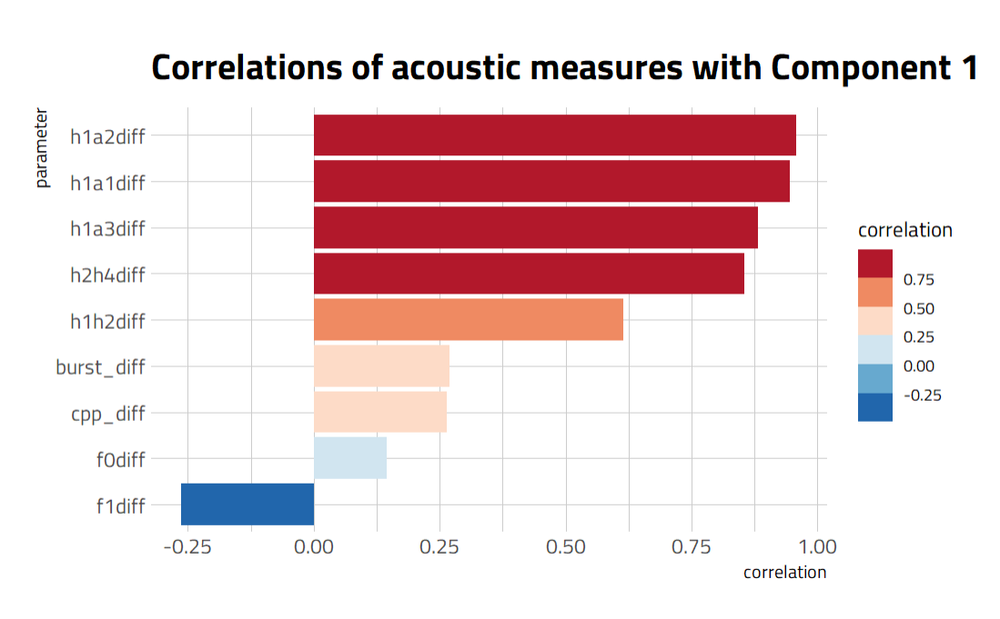 Correlations of acoustic measures with Component 1
parameter
h1a2diff
h1a1diff
h1a3diff
h2h4diff
h1h2diff
burst_diff
cpp_diff
f0diff
f1diff
-0.25 0.00 0.25 0.50 0.75 1.00
correlation
correlation
0.75
0.50
0.25
0.00
-0.25